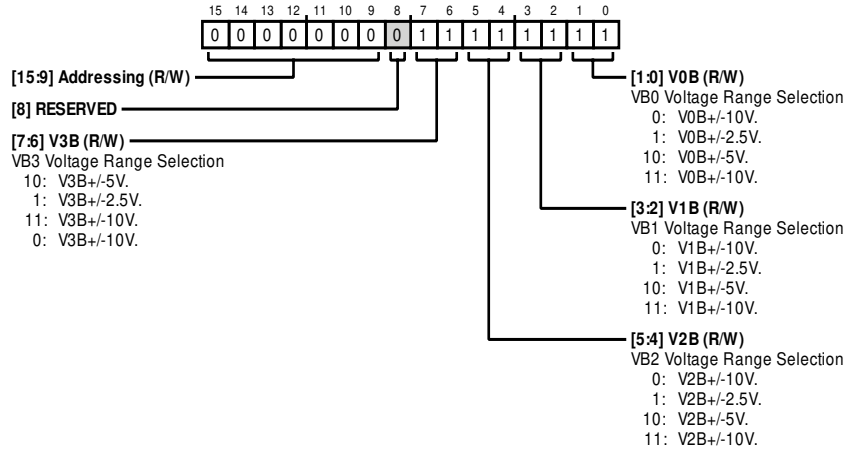 15 14 13 12 11 10 9 8 7 6 5 4 3 2 1 0
0 0 0 0 0 0 0 0 1 1 1 1 1 1 1 1
[15:9] Addressing (R/W)
[8] RESERVED
[7:6] V3B (R/W)
VB3 Voltage Range Selection
10: V3B+/-5V.
1: V3B+/-2.5V.
11: V3B+/-10V.
0: V3B+/-10V.
[1:0] V0B (R/W)
VB0 Voltage Range Selection
0: V0B+/-10V.
1: V0B+/-2.5V.
10: V0B+/-5V.
11: V0B+/-10V.
[3:2] V1B (R/W)
VB1 Voltage Range Selection
0: V1B+/-10V.
1: V1B+/-2.5V.
10: V1B+/-5V.
11: V1B+/-10V.
[5:4] V2B (R/W)
VB2 Voltage Range Selection
0: V2B+/-10V.
1: V2B+/-2.5V.
10: V2B+/-5V.
11: V2B+/-10V.